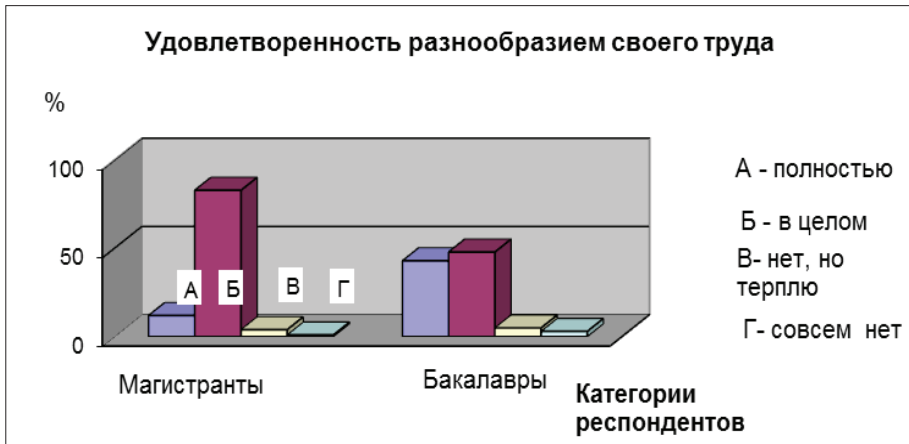 Удовлетворенность разнообразием своего труда
%
100
50
0
А
Б
В
Г
Магистранты
Бакалавры
Категории
респондентов
А - полностью
Б - в целом
В- нет, но
терплю
Г- совсем нет